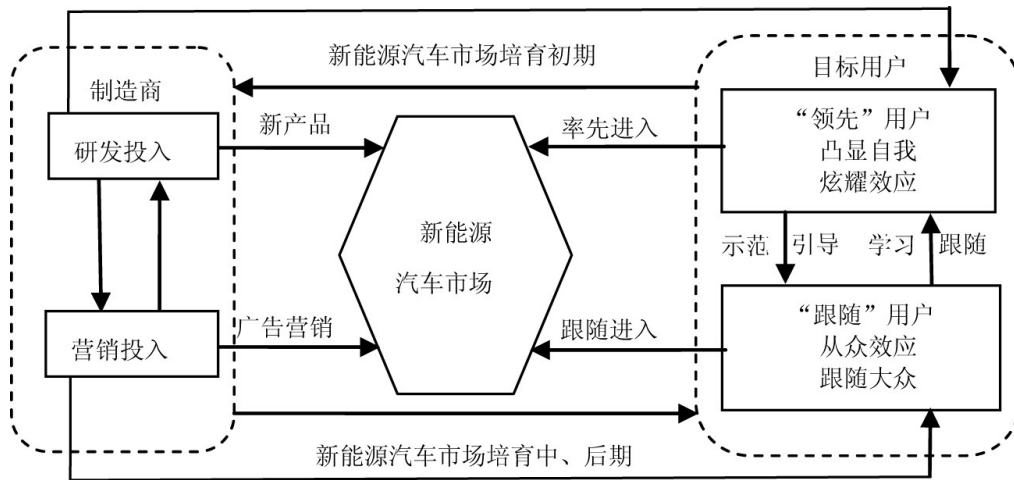 新能源汽车市场培育初期
目标用户
制造商
新产品
率先进入
“领先”用户
凸显自我
炫耀效应
研发投入
新能源
汽车市场
示范 引导 学习 跟随
广告营销
跟随进入
“跟随”用户
从众效应
跟随大众
营销投入
新能源汽车市场培育中、后期